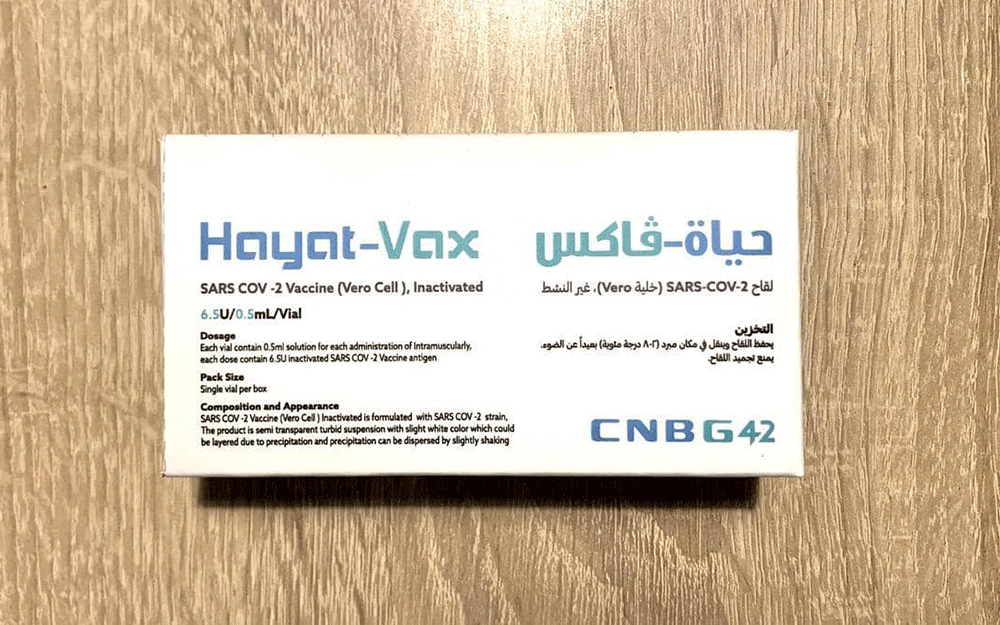 Hayat-Vax
SARS COV -2 Vaccine (Vero Cell ), Inactivated
6.5U/0.5mL/Vial
Dosage
Each vial contain 0.5ml solution for each administration of Intramuscularly,
each dose contain 6.5U inactivated SARS COV -2 Vaccine antigen
Pack Size
Single vial per box
Composition and Appearance
SARS COV -2 Vaccine (Vero Cell ) Inactivated is formulated with SARS COV -2 strain,
The product is semi transparent turbid suspension with slight white color which could
be layered due to precipitation and precipitation can be dispersed by slightly shaking
حياة-ڤاكس
لقاح SARS-COV-2 (خلية Vero)، غير النشط
التخزين
يحفظ اللقاح وينقل في مكان مبرد (٢-٨ درجة مئوية) بعيداً عن الضوء.
يمنع تجميد اللقاح.
CNBG42